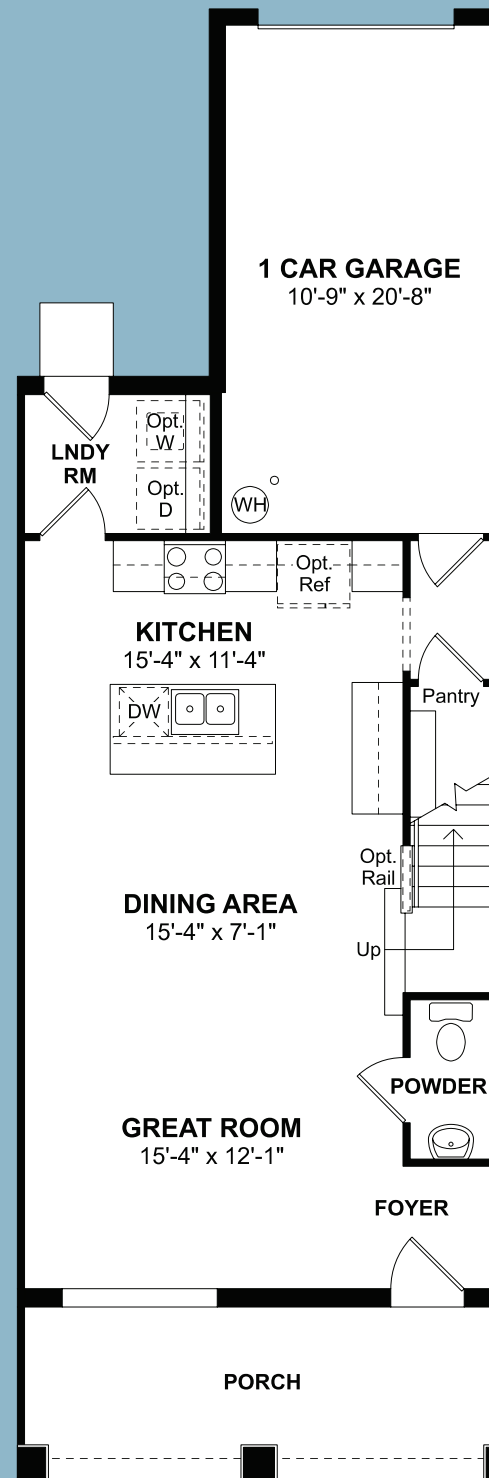 1 CAR GARAGE
10'-9" x 20'-8"
Opt.
W
LNDY
RM
Opt.
D
WH
Opt.
Ref
KITCHEN
15'-4" x 11'-4"
Pantry
DW
Opt.
Rail
DINING AREA
15'-4" x 7'-1"
Up
POWDER
GREAT ROOM
15'-4" x 12'-1"
FOYER
PORCH